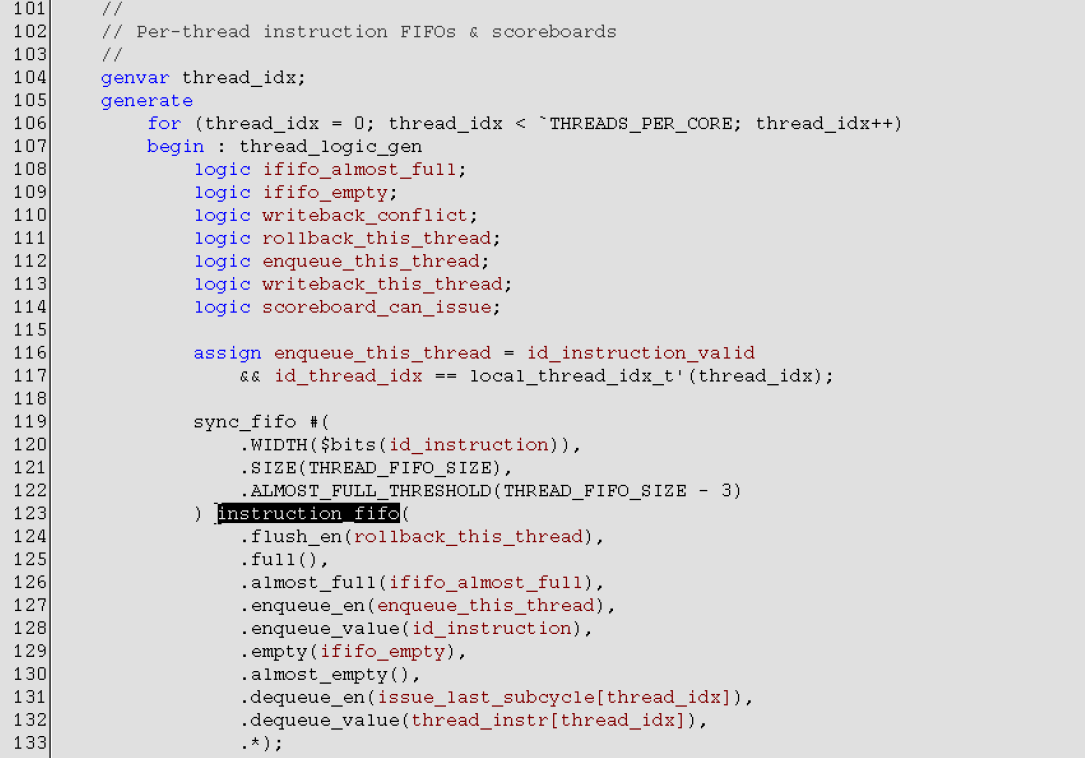 101 //
102 // Per-thread instruction FIFOs & scoreboards
103 //
104 genvar thread_idx;
105 generate
106 for (thread_idx = 0; thread_idx < `THREADS_PER_CORE; thread_idx++)
107 begin : thread_logic_gen
108 logic ififo_almost_full;
109 logic ififo_empty;
110 logic writeback_conflict;
111 logic rollback_this_thread;
112 logic enqueue_this_thread;
113 logic writeback_this_thread;
114 logic scoreboard_can_issue;
115
116 assign enqueue_this_thread = id_instruction_valid
117 && id_thread_idx == local_thread_idx_t'(thread_idx);
118
119 sync_fifo #(
120 .WIDTH($bits(id_instruction)),
121 .SIZE(THREAD_FIFO_SIZE),
122 .ALMOST_FULL_THRESHOLD(THREAD_FIFO_SIZE - 3)
123 ) instruction_fifo(
124 .flush_en(rollback_this_thread),
125 .full(),
126 .almost_full(ififo_almost_full),
127 .enqueue_en(enqueue_this_thread),
128 .enqueue_value(id_instruction),
129 .empty(ififo_empty),
130 .almost_empty(),
131 .dequeue_en(issue_last_subcycle[thread_idx]),
132 .dequeue_value(thread_instr[thread_idx]),
133 .*);